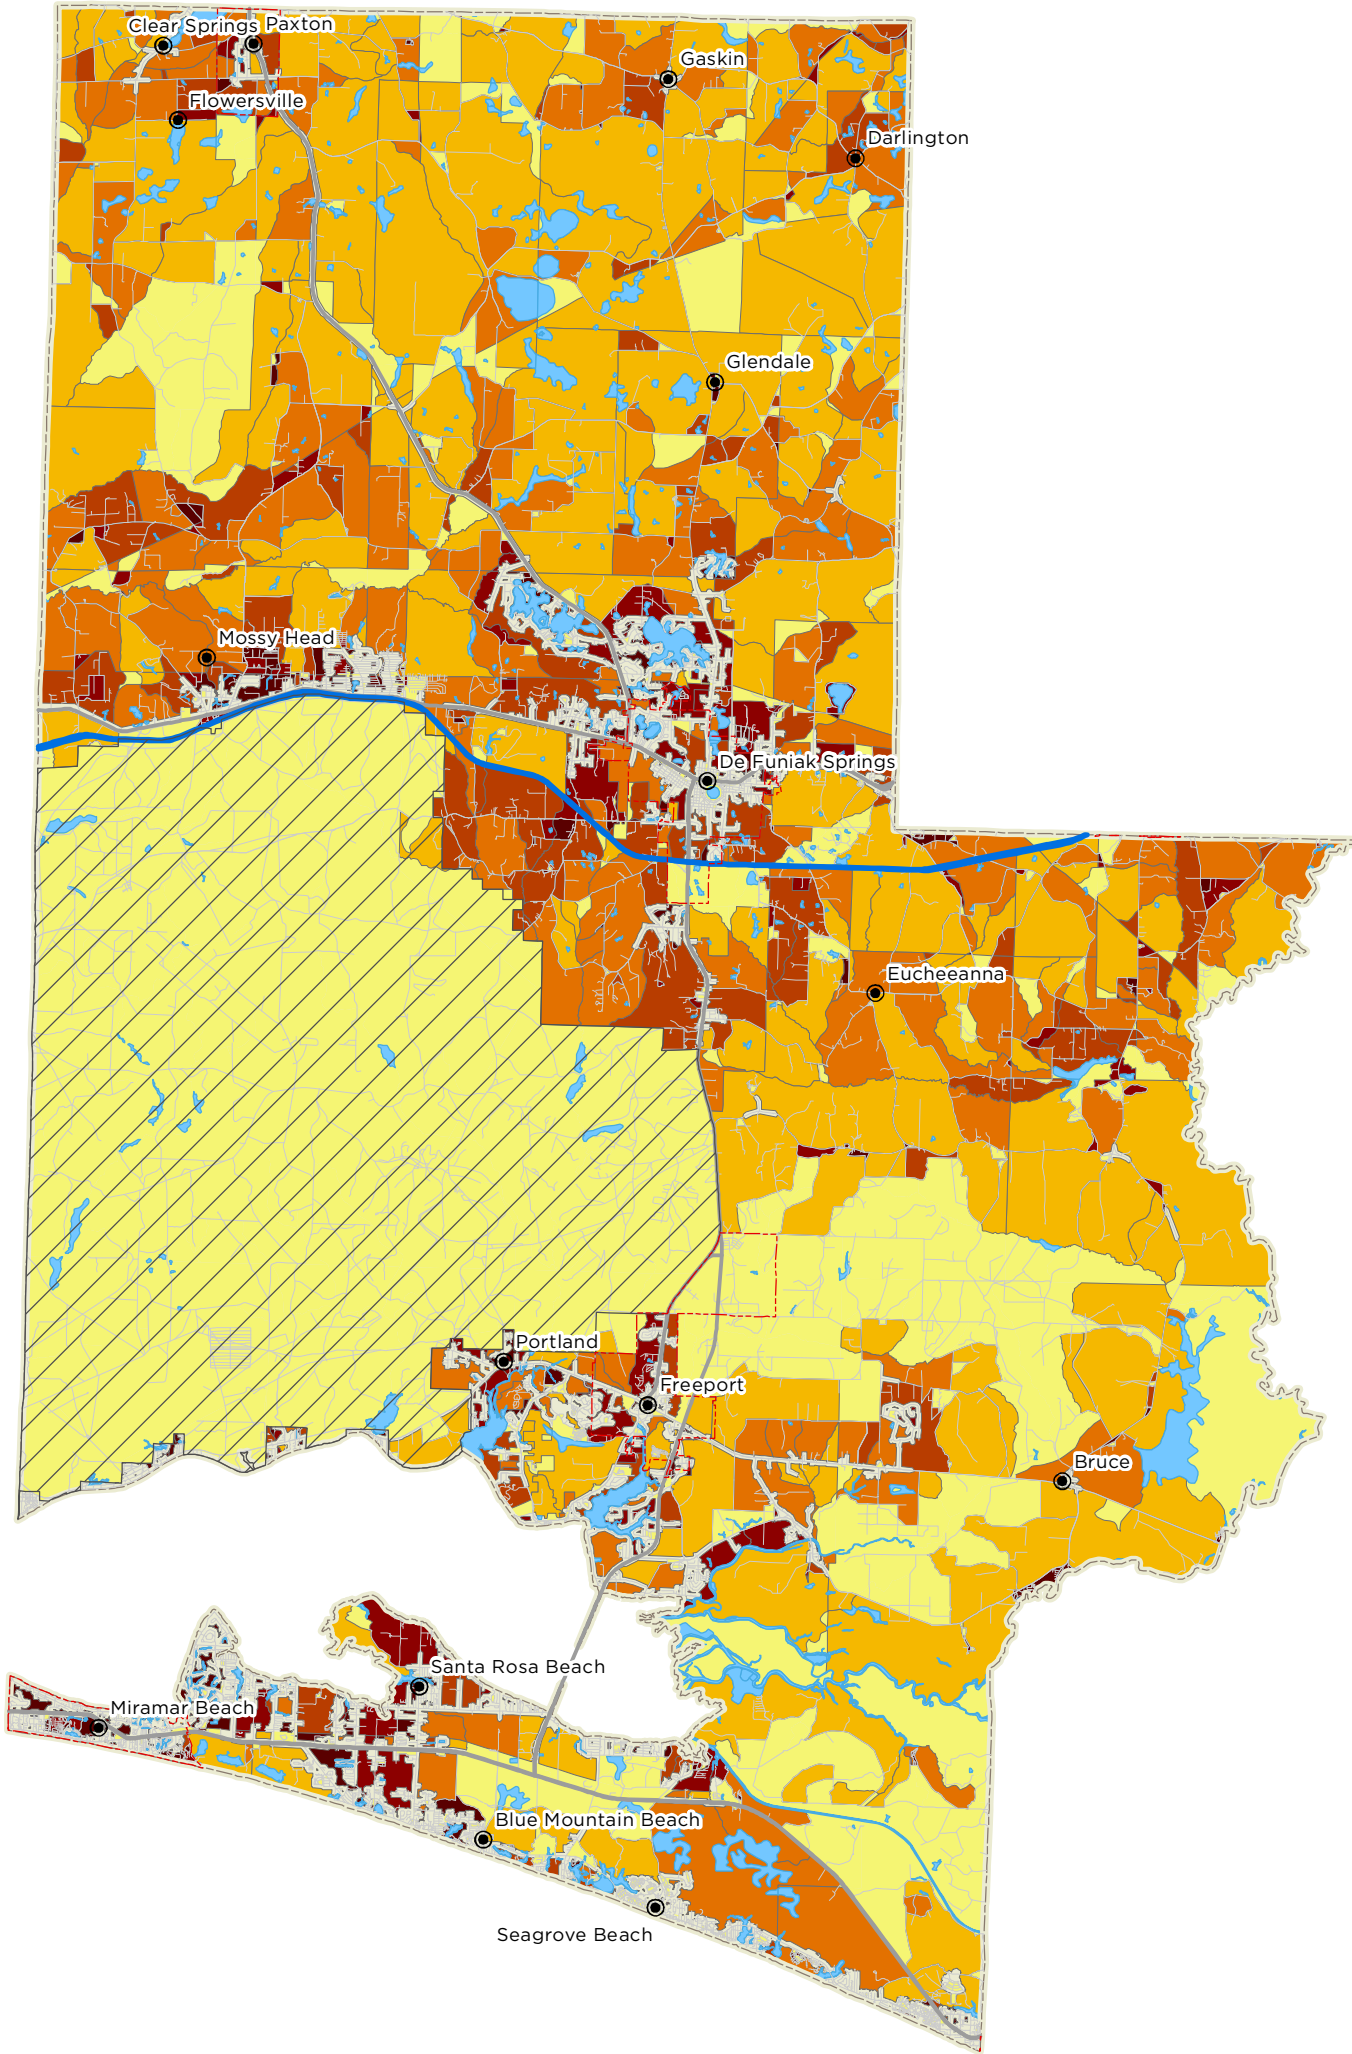 Clear Springs
Paxton
Gaskin
Flowersville
Darlington
Glendale
Mossy Head
De Funiak Springs
Eucheeanna
Portland
Freeport
Bruce
Santa Rosa Beach
Miramar Beach
Blue Mountain Beach
Seagrove Beach